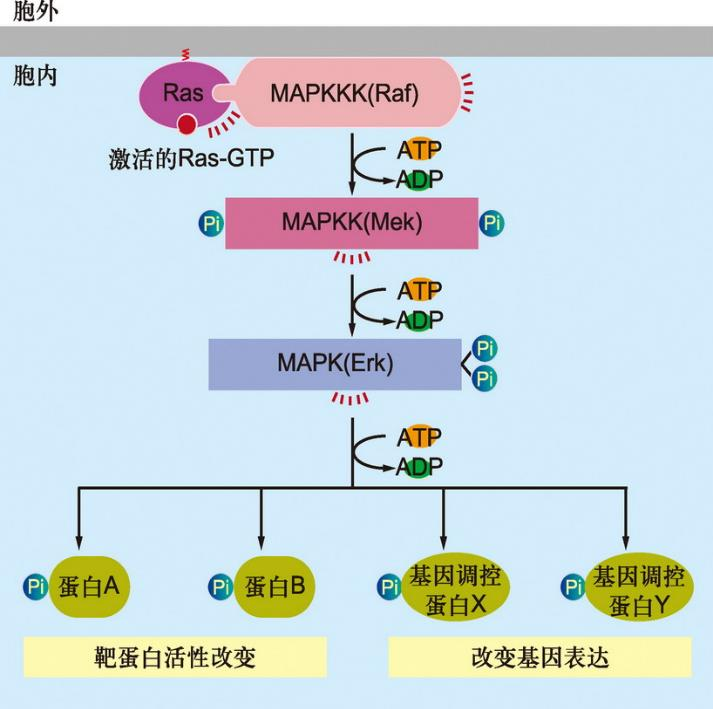 胞外
胞内
Ras
MAPKKK(Raf)
激活的Ras-GTP
ATP
ADP
Pi
MAPKK(Mek)
Pi
ATP
ADP
MAPK(Erk)
Pi
Pi
ATP
ADP
Pi
蛋白A
Pi
蛋白B
Pi
基因调控
蛋白X
Pi
基因调控
蛋白Y
靶蛋白活性改变
改变基因表达